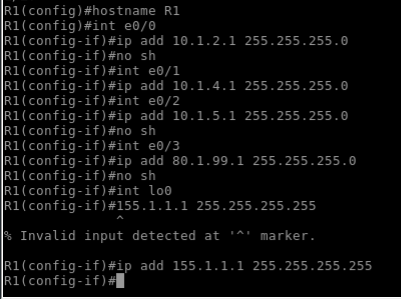 R1(config)#hostname R1
R1(config)#int e0/0
R1(config-if)#ip add 10.1.2.1 255.255.255.0
R1(config-if)#no sh
R1(config-if)#int e0/1
R1(config-if)#ip add 10.1.4.1 255.255.255.0
R1(config-if)#int e0/2
R1(config-if)#ip add 10.1.5.1 255.255.255.0
R1(config-if)#no sh
R1(config-if)#int e0/3
R1(config-if)#ip add 80.1.99.1 255.255.255.0
R1(config-if)#no sh
R1(config-if)#int lo0
R1(config-if)#155.1.1.1 255.255.255.255
^
% Invalid input detected at '^' marker.
R1(config-if)#ip add 155.1.1.1 255.255.255.255
R1(config-if)#